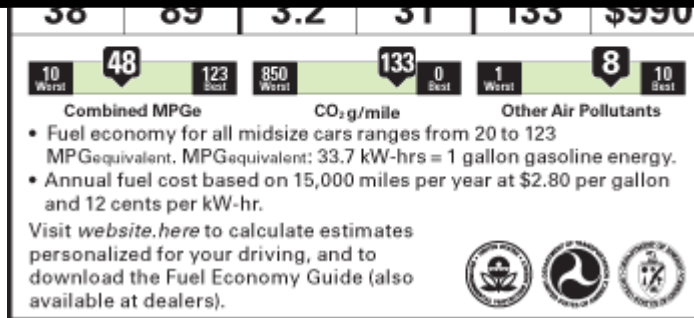 38 89 3.2 31 133 $990
48 133 8
10 Worst 123 Best 850 Worst 0 Best 1 Worst 10 Best
Combined MPGe CO2 g/mile Other Air Pollutants
• Fuel economy for all midsize cars ranges from 20 to 123
MPGequivalent. MPGequivalent: 33.7 kW-hrs = 1 gallon gasoline energy.
• Annual fuel cost based on 15,000 miles per year at $2.80 per gallon
and 12 cents per kW-hr.
Visit website.here to calculate estimates
personalized for your driving, and to
download the Fuel Economy Guide (also
available at dealers).